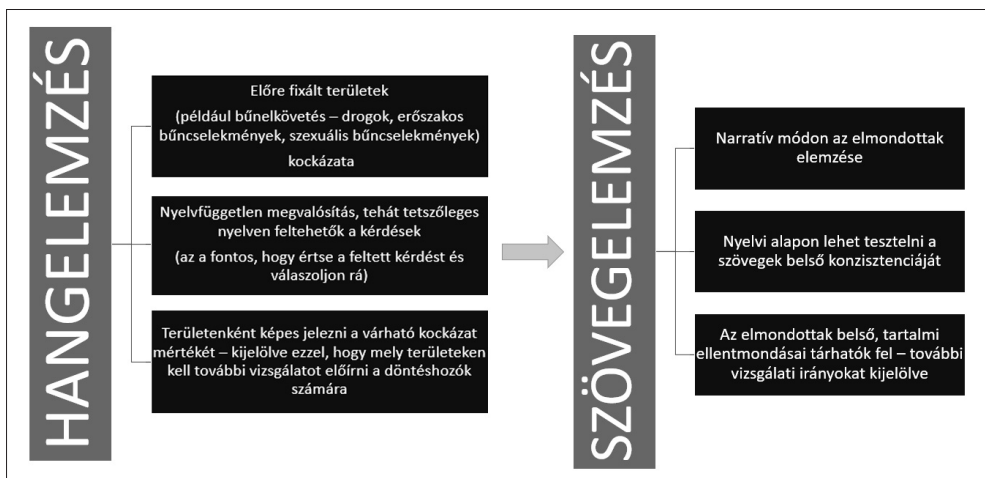 HANGELEMZÉS
Előre fixált területek
(például bűnelkövetés – drogok, erőszakos
bűncselekmények, szexuális bűncselekmények)
kockázata
Nyelvfüggetlen megvalósítás, tehát tetszőleges
nyelven feltehetők a kérdések
(az a fontos, hogy értse a feltett kérdést és
válaszoljon rá)
Területenként képes jelezni a várható kockázat
mértékét – kijelölve ezzel, hogy mely területeken
kell további vizsgálatot előírni a döntéshozók
számára
SZÖVEGELEMZÉS
Narratív módon az elmondottak
elemzése
Nyelvi alapon lehet tesztelni a
szövegek belső konzisztenciáját
Az elmondottak belső, tartalmi
ellentmondásai tárhatók fel – további
vizsgálati irányokat kijelölve